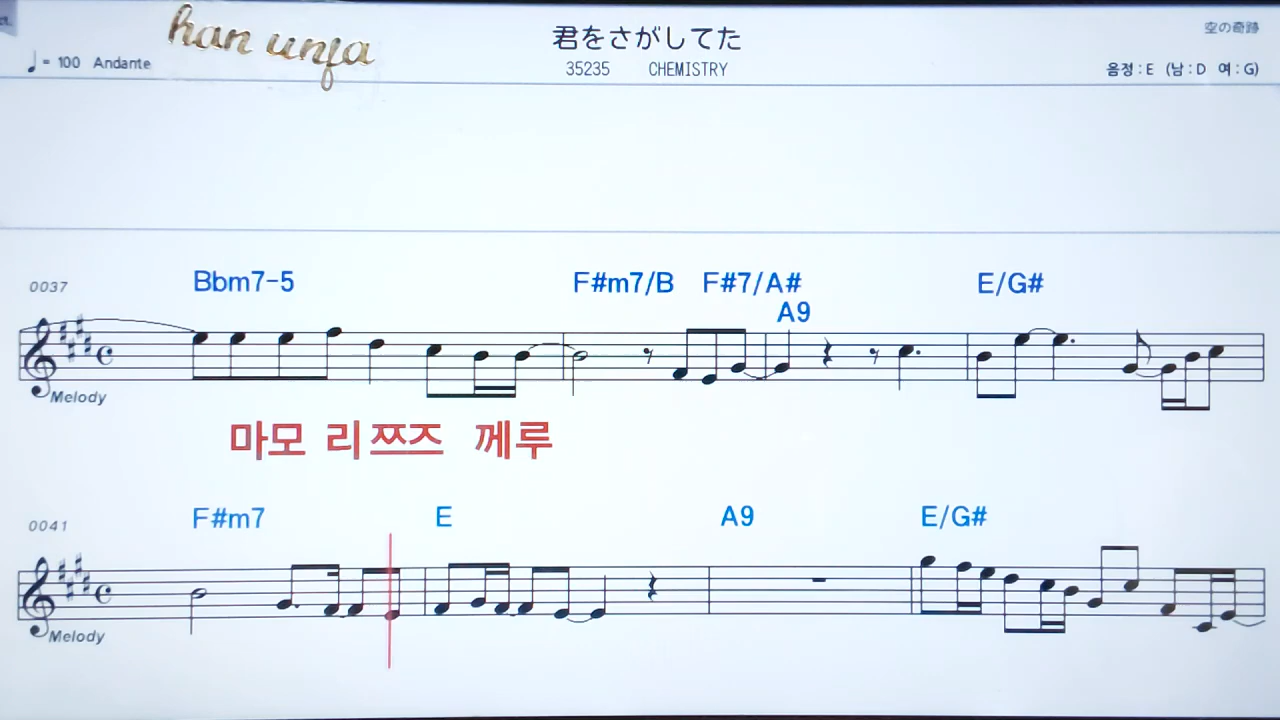 han unja
君をさがしてた
空の奇跡
♩= 100 Andante
35235 CHEMISTRY
음정 : E (남 : D 여 : G)
0037 Bbm7-5 F#m7/B F#7/A# E/G#
A9
Melody
마모 리쯔즈 께루
0041 F#m7 E A9 E/G#
Melody